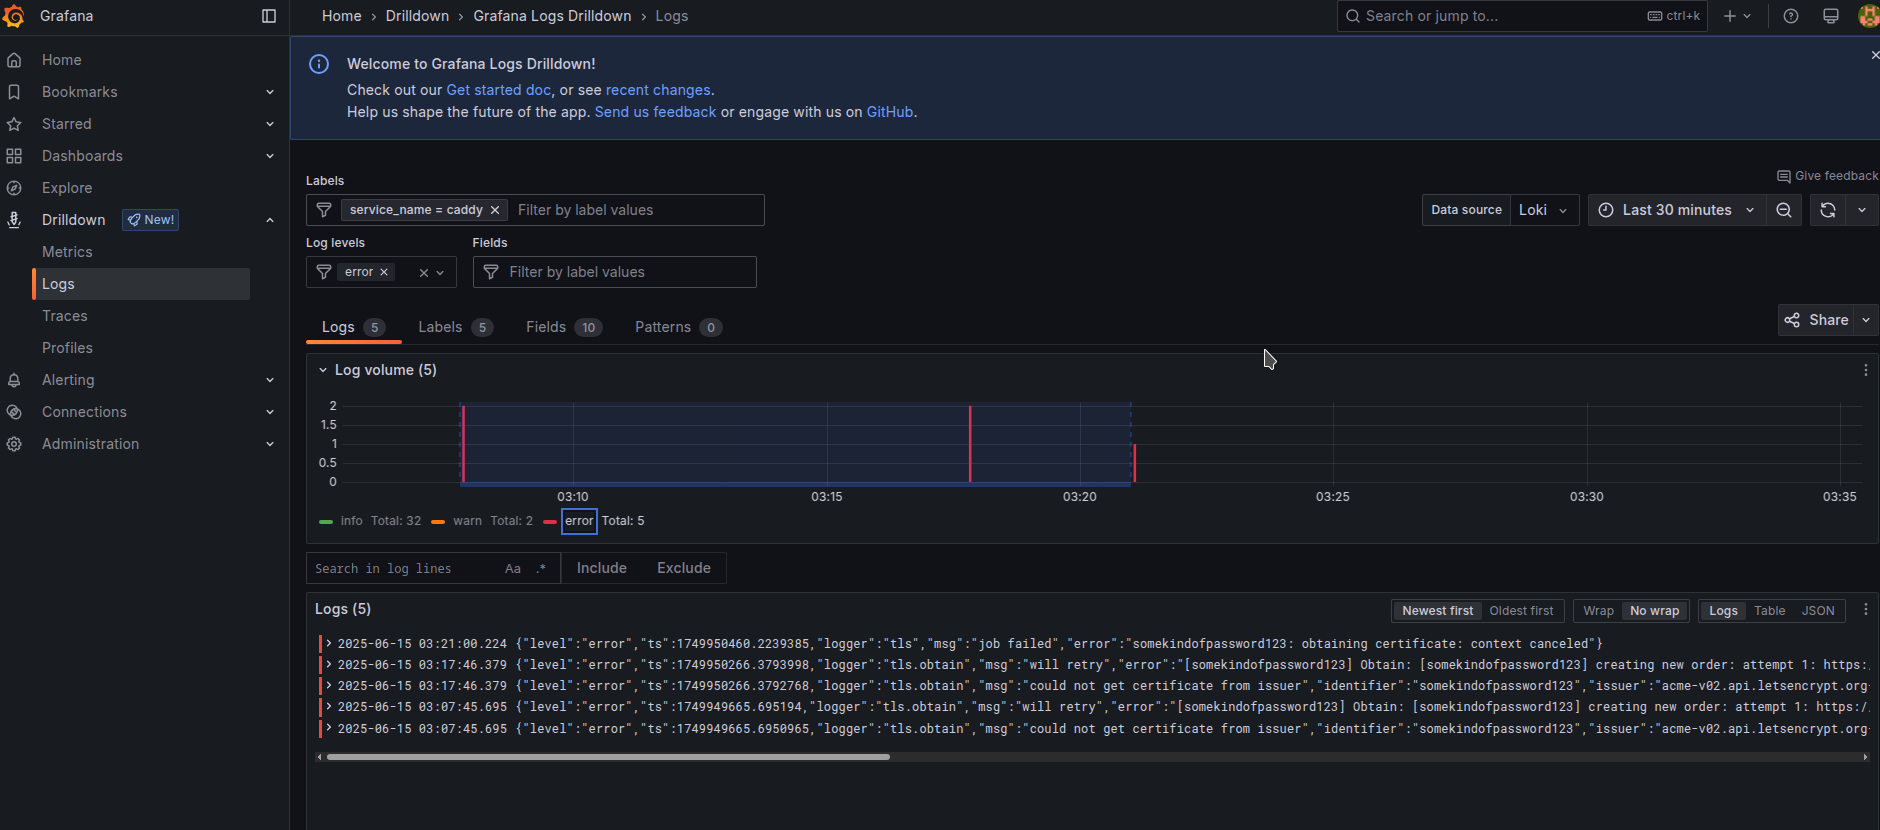 Grafana
Home › Drilldown › Grafana Logs Drilldown › Logs
Search or jump to... ctrl+k
Home
Bookmarks
Starred
Dashboards
Explore
Drilldown New!
Metrics
Logs
Traces
Profiles
Alerting
Connections
Administration
Welcome to Grafana Logs Drilldown!
Check out our Get started doc, or see recent changes.
Help us shape the future of the app. Send us feedback or engage with us on GitHub.
Give feedback
Labels
service_name = caddy Filter by label values
Data source Loki Last 30 minutes
Log levels Fields
error Filter by label values
Logs 5 Labels 5 Fields 10 Patterns 0
Share
Log volume (5)
2
1.5
1
0.5
0
03:10 03:15 03:20 03:25 03:30 03:35
info Total: 32 warn Total: 2 error Total: 5
Search in log lines Aa .* Include Exclude
Logs (5) Newest first Oldest first Wrap No wrap Logs Table JSON
2025-06-15 03:21:00.224 {"level":"error","ts":1749950460.2239385,"logger":"tls","msg":"job failed","error":"somekindofpassword123: obtaining certificate: context canceled"}
2025-06-15 03:17:46.379 {"level":"error","ts":1749950266.3793998,"logger":"tls.obtain","msg":"will retry","error":"[somekindofpassword123] Obtain: [somekindofpassword123] creating new order: attempt 1: https:/
2025-06-15 03:17:46.379 {"level":"error","ts":1749950266.3792768,"logger":"tls.obtain","msg":"could not get certificate from issuer","identifier":"somekindofpassword123","issuer":"acme-v02.api.letsencrypt.org-
2025-06-15 03:07:45.695 {"level":"error","ts":1749949665.695194,"logger":"tls.obtain","msg":"will retry","error":"[somekindofpassword123] Obtain: [somekindofpassword123] creating new order: attempt 1: https:/
2025-06-15 03:07:45.695 {"level":"error","ts":1749949665.6950965,"logger":"tls.obtain","msg":"could not get certificate from issuer","identifier":"somekindofpassword123","issuer":"acme-v02.api.letsencrypt.org-